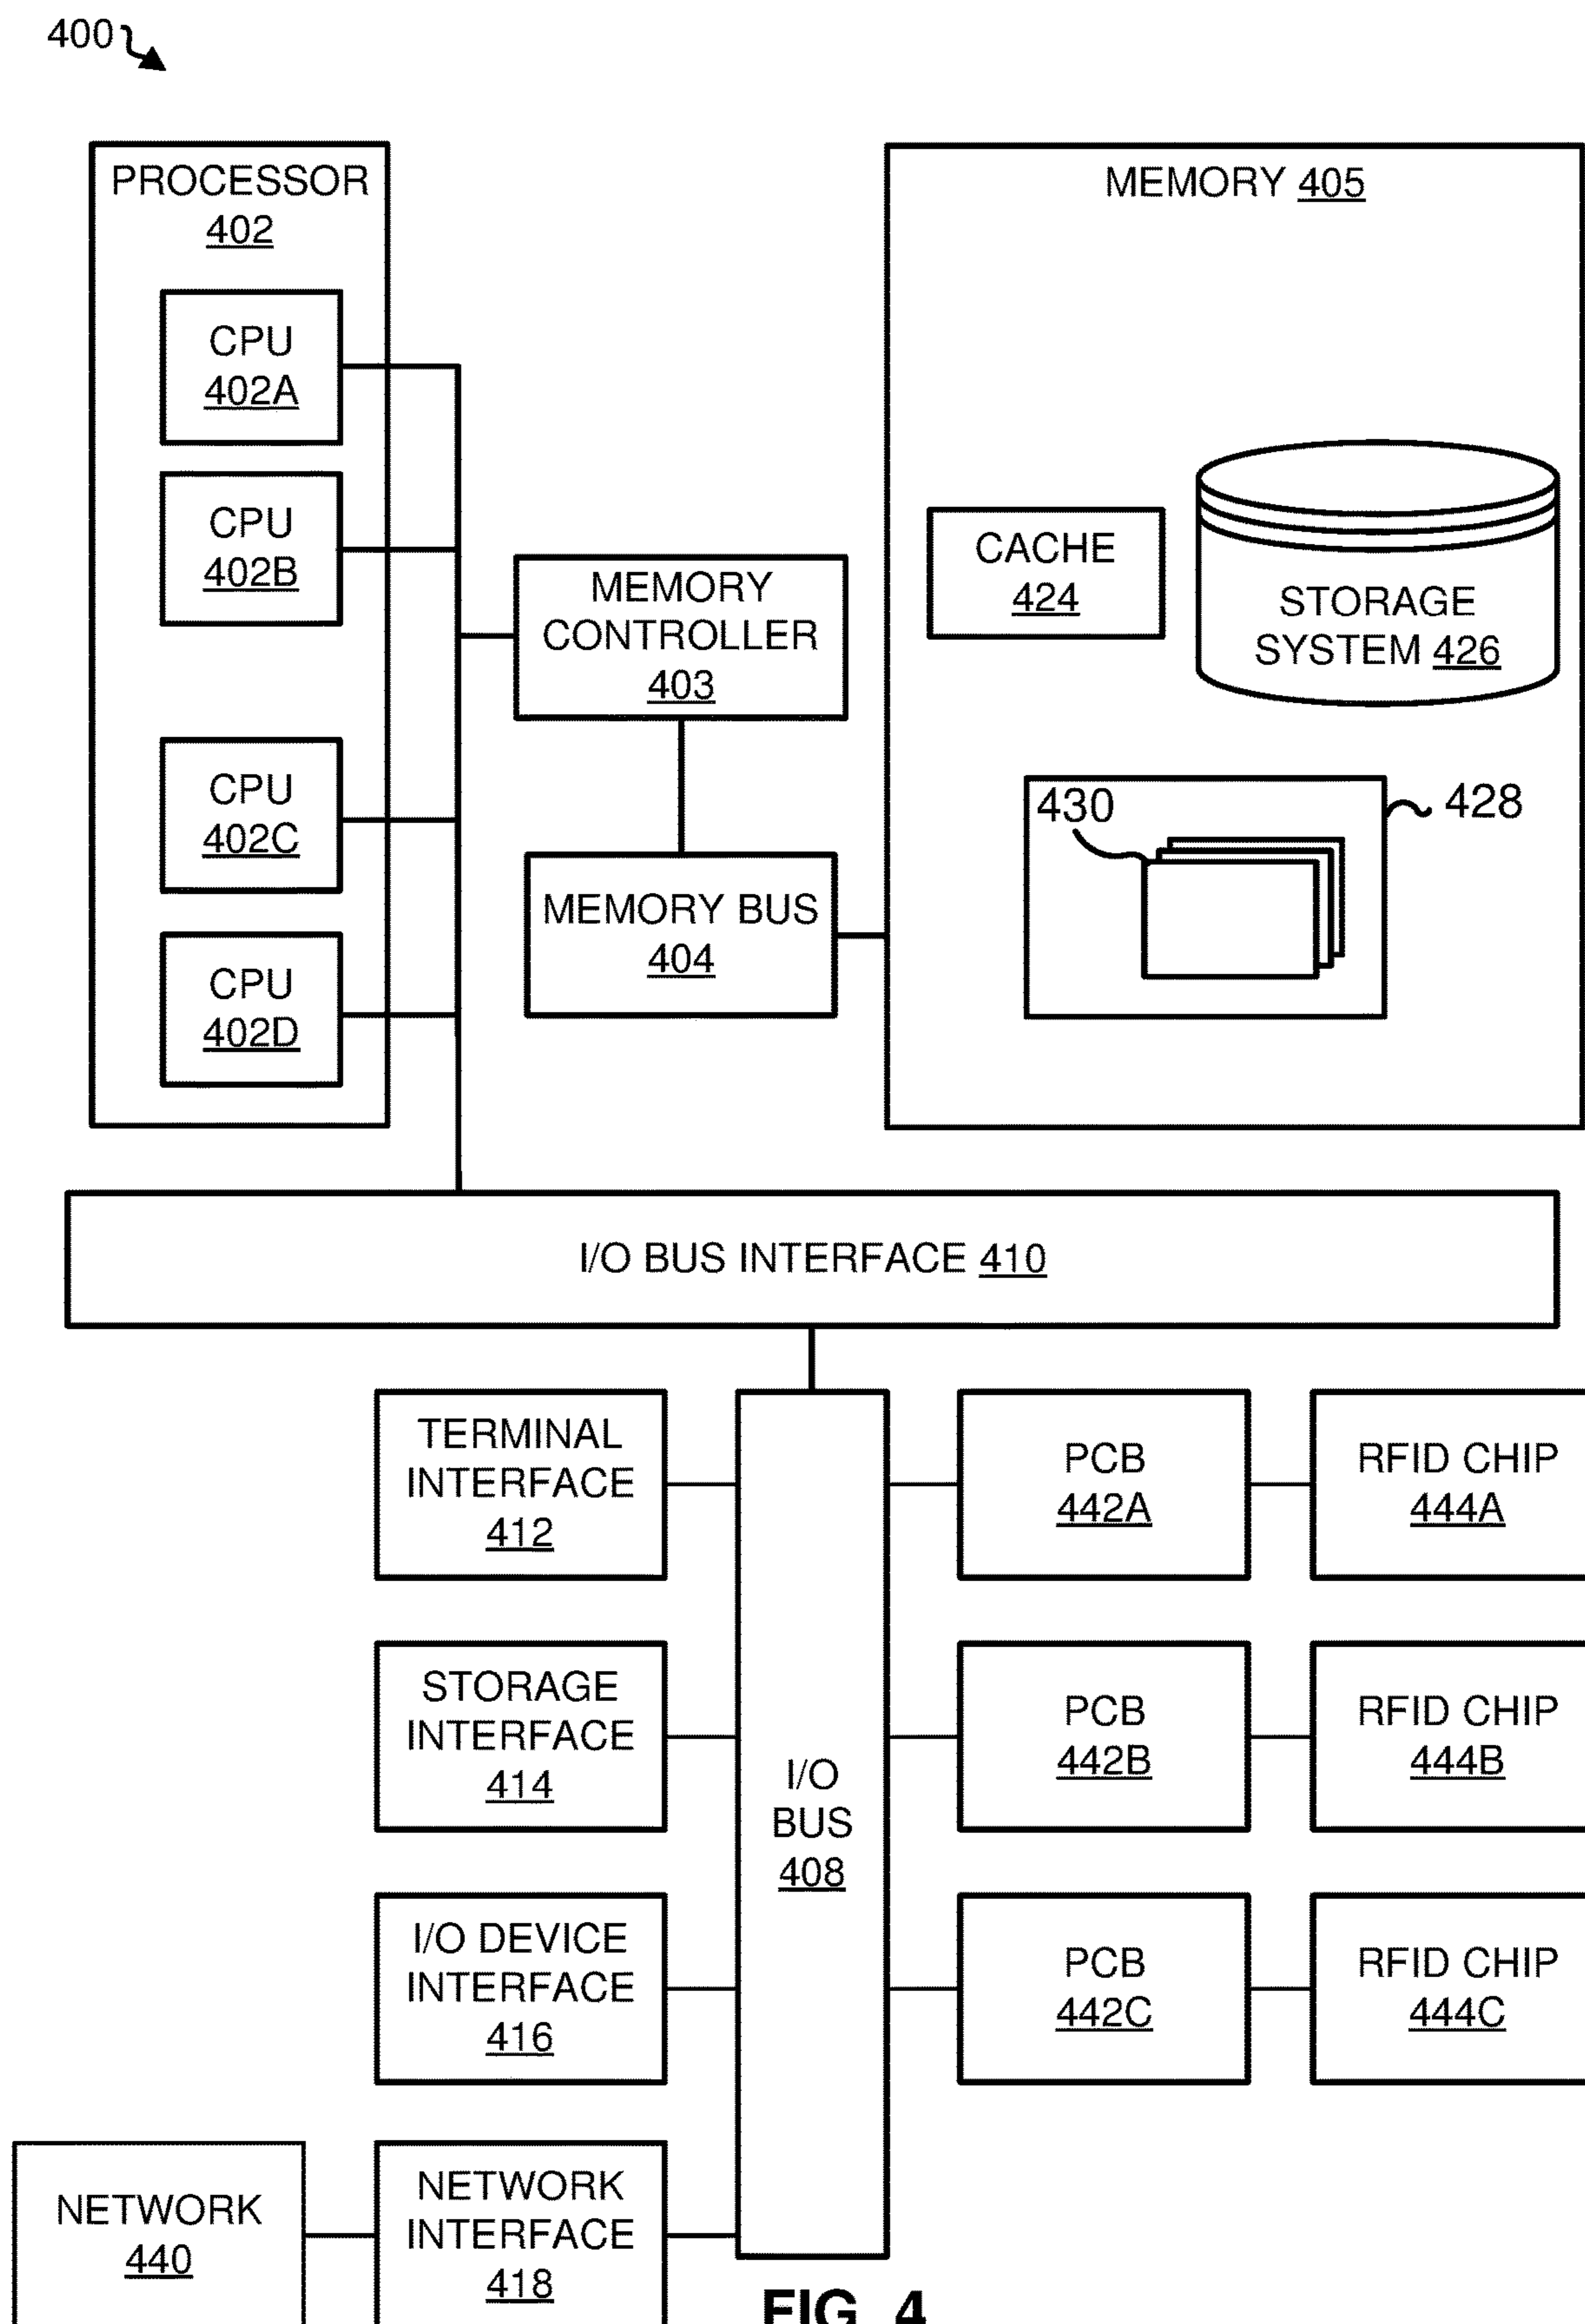 400
PROCESSOR
402
CPU
402A
CPU
402B
CPU
402C
CPU
402D
MEMORY
CONTROLLER
403
MEMORY BUS
404
MEMORY 405
CACHE
424
STORAGE
SYSTEM 426
430
428
I/O BUS INTERFACE 410
TERMINAL
INTERFACE
412
STORAGE
INTERFACE
414
I/O DEVICE
INTERFACE
416
NETWORK
440
NETWORK
INTERFACE
418
I/O
BUS
408
PCB
442A
RFID CHIP
444A
PCB
442B
RFID CHIP
444B
PCB
442C
RFID CHIP
444C
FIG. 4